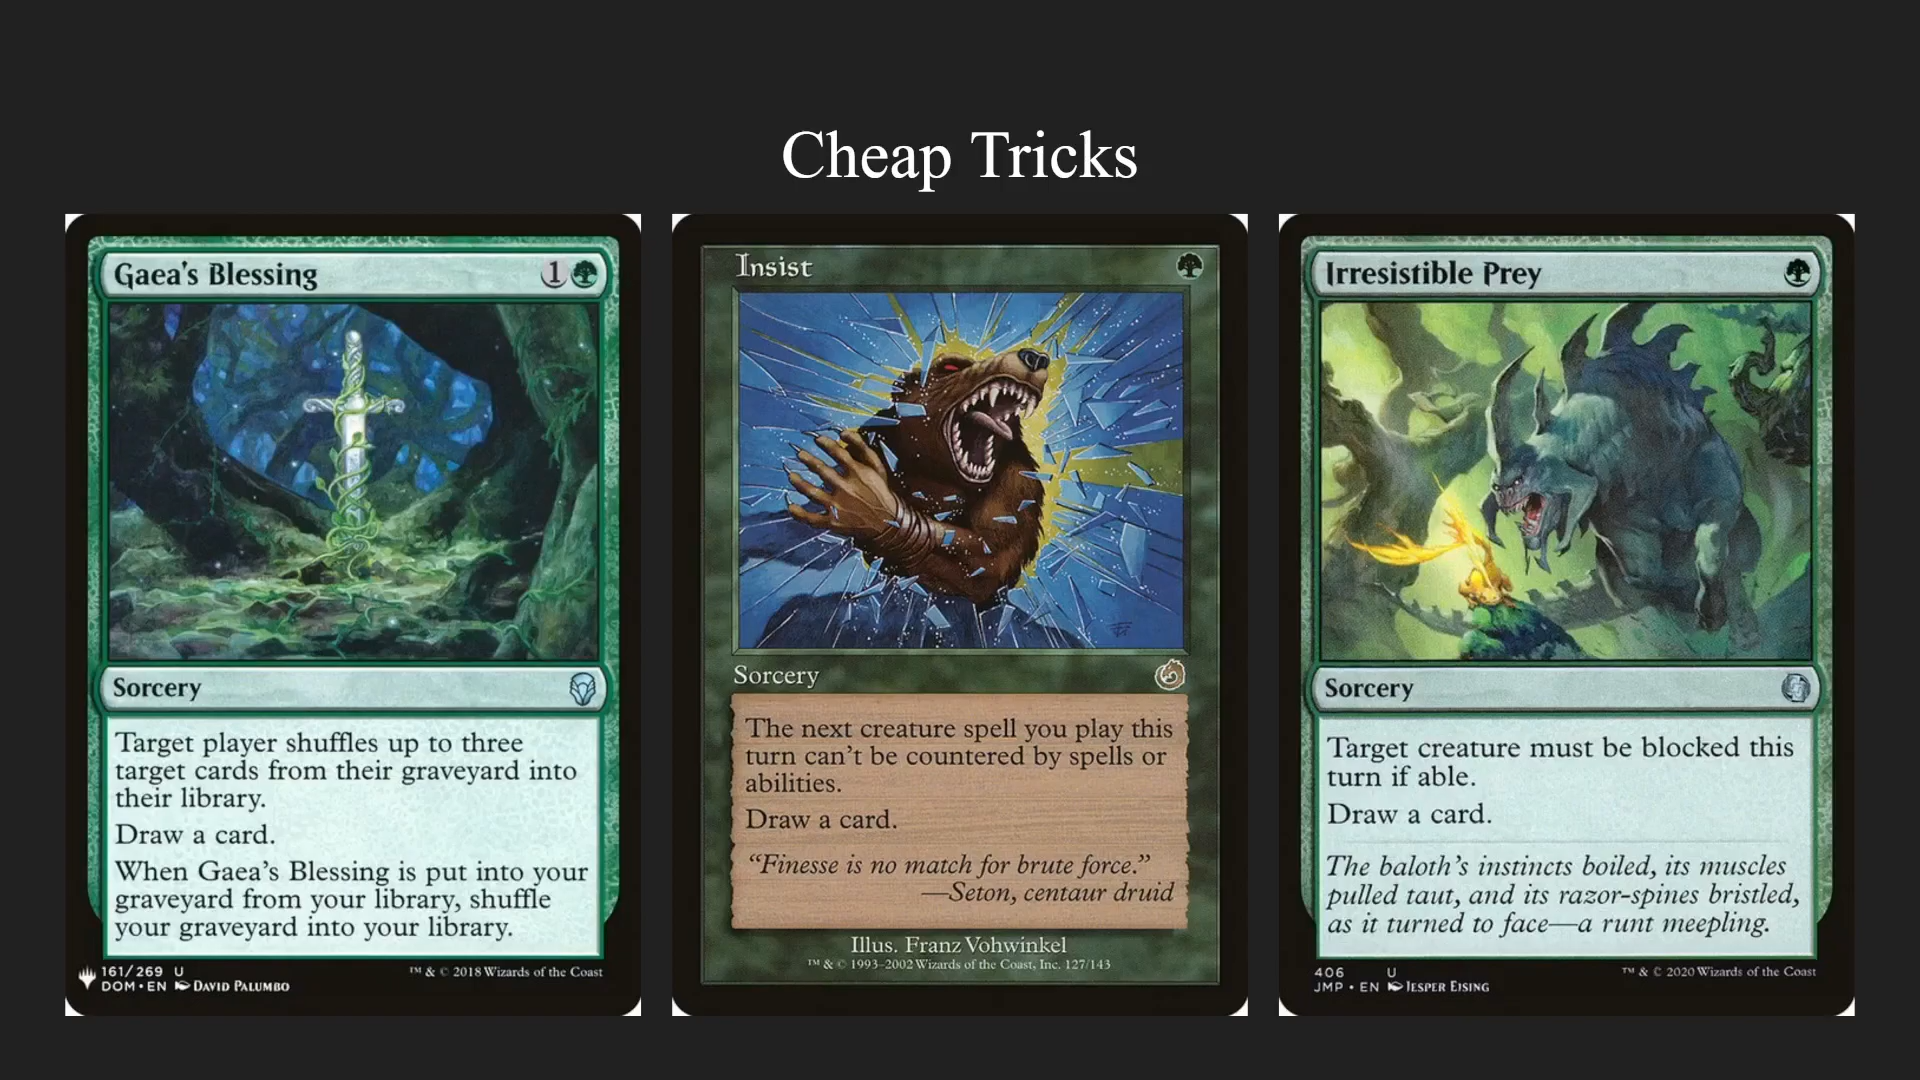 Cheap Tricks
Gaea's Blessing 1
Sorcery
Target player shuffles up to three
target cards from their graveyard into
their library.
Draw a card.
When Gaea's Blessing is put into your
graveyard from your library, shuffle
your graveyard into your library.
161/269 U
DOM • EN DAVID PALUMBO
™ & © 2018 Wizards of the Coast
Insist
Sorcery
The next creature spell you play this
turn can't be countered by spells or
abilities.
Draw a card.
“Finesse is no match for brute force.”
—Seton, centaur druid
Illus. Franz Vohwinkel
™ & © 1993–2002 Wizards of the Coast, Inc. 127/143
Irresistible Prey
Sorcery
Target creature must be blocked this
turn if able.
Draw a card.
The baloth's instincts boiled, its muscles
pulled taut, and its razor-spines bristled,
as it turned to face—a runt meepling.
406 U
JMP • EN JESPER EISING
™ & © 2020 Wizards of the Coast